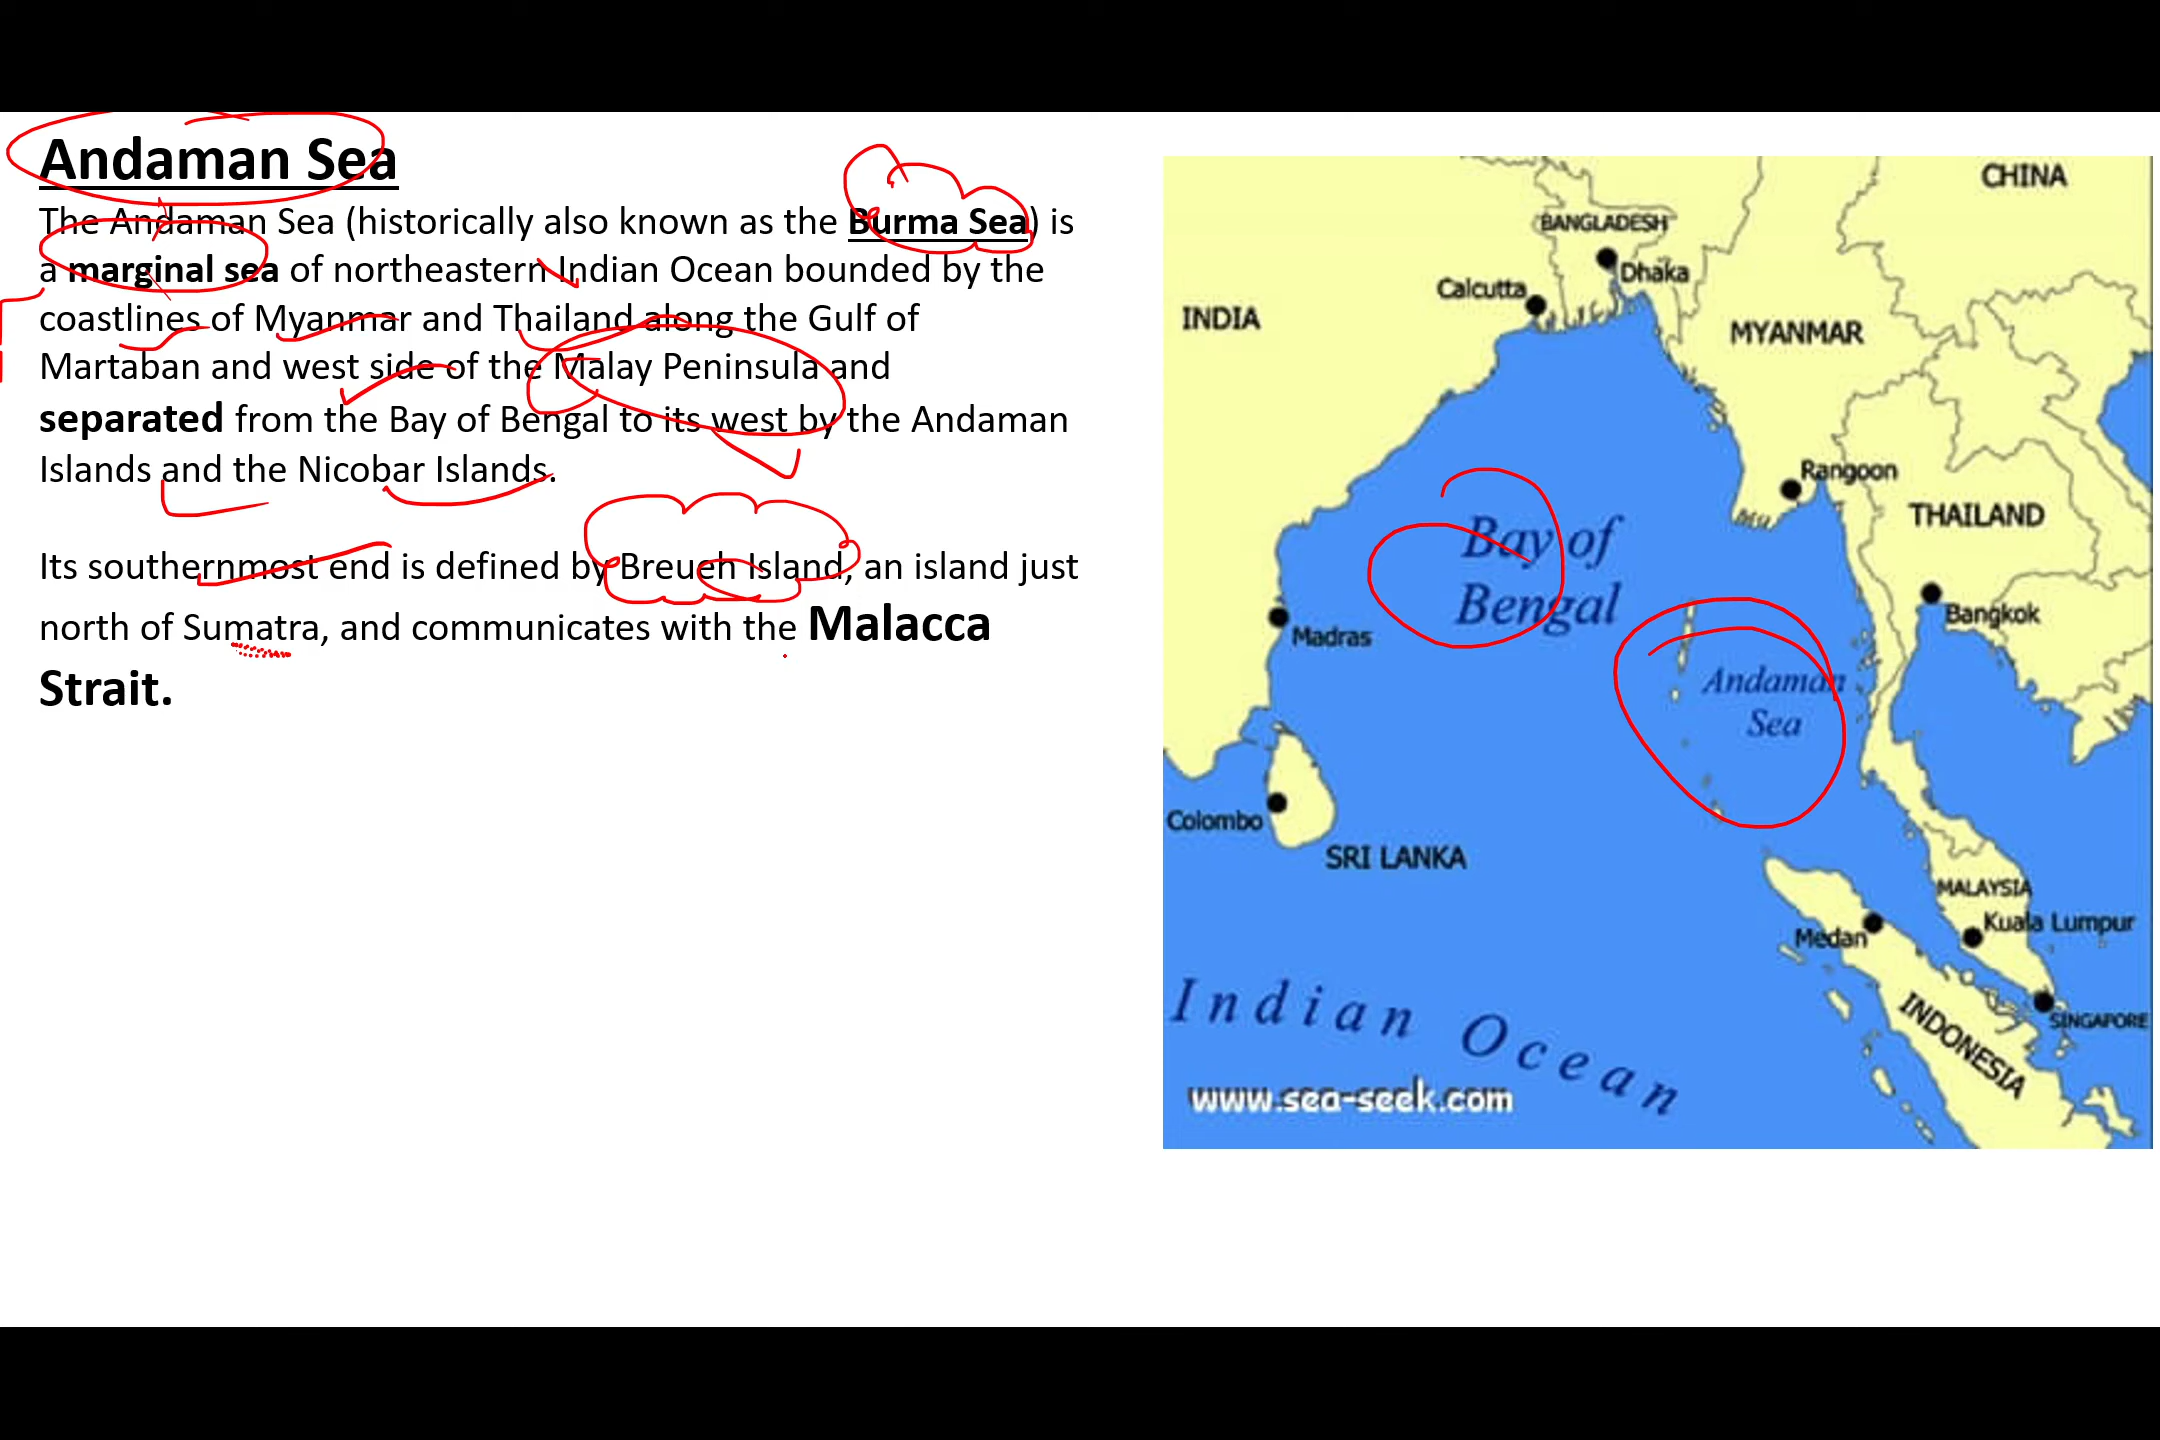 Andaman Sea
The Andaman Sea (historically also known as the Burma Sea) is
a marginal sea of northeastern Indian Ocean bounded by the
coastlines of Myanmar and Thailand along the Gulf of
Martaban and west side of the Malay Peninsula and
separated from the Bay of Bengal to its west by the Andaman
Islands and the Nicobar Islands.
Its southernmost end is defined by Breueh Island, an island just
north of Sumatra, and communicates with the Malacca
Strait.
CHINA
BANGLADESH
Dhaka
Calcutta
INDIA
MYANMAR
Rangoon
THAILAND
Bay of
Bengal
Bangkok
Madras
Andaman
Sea
Colombo
SRI LANKA
MALAYSIA
Kuala Lumpur
Medan
SINGAPORE
INDONESIA
Indian Ocean
www.sea-seek.com